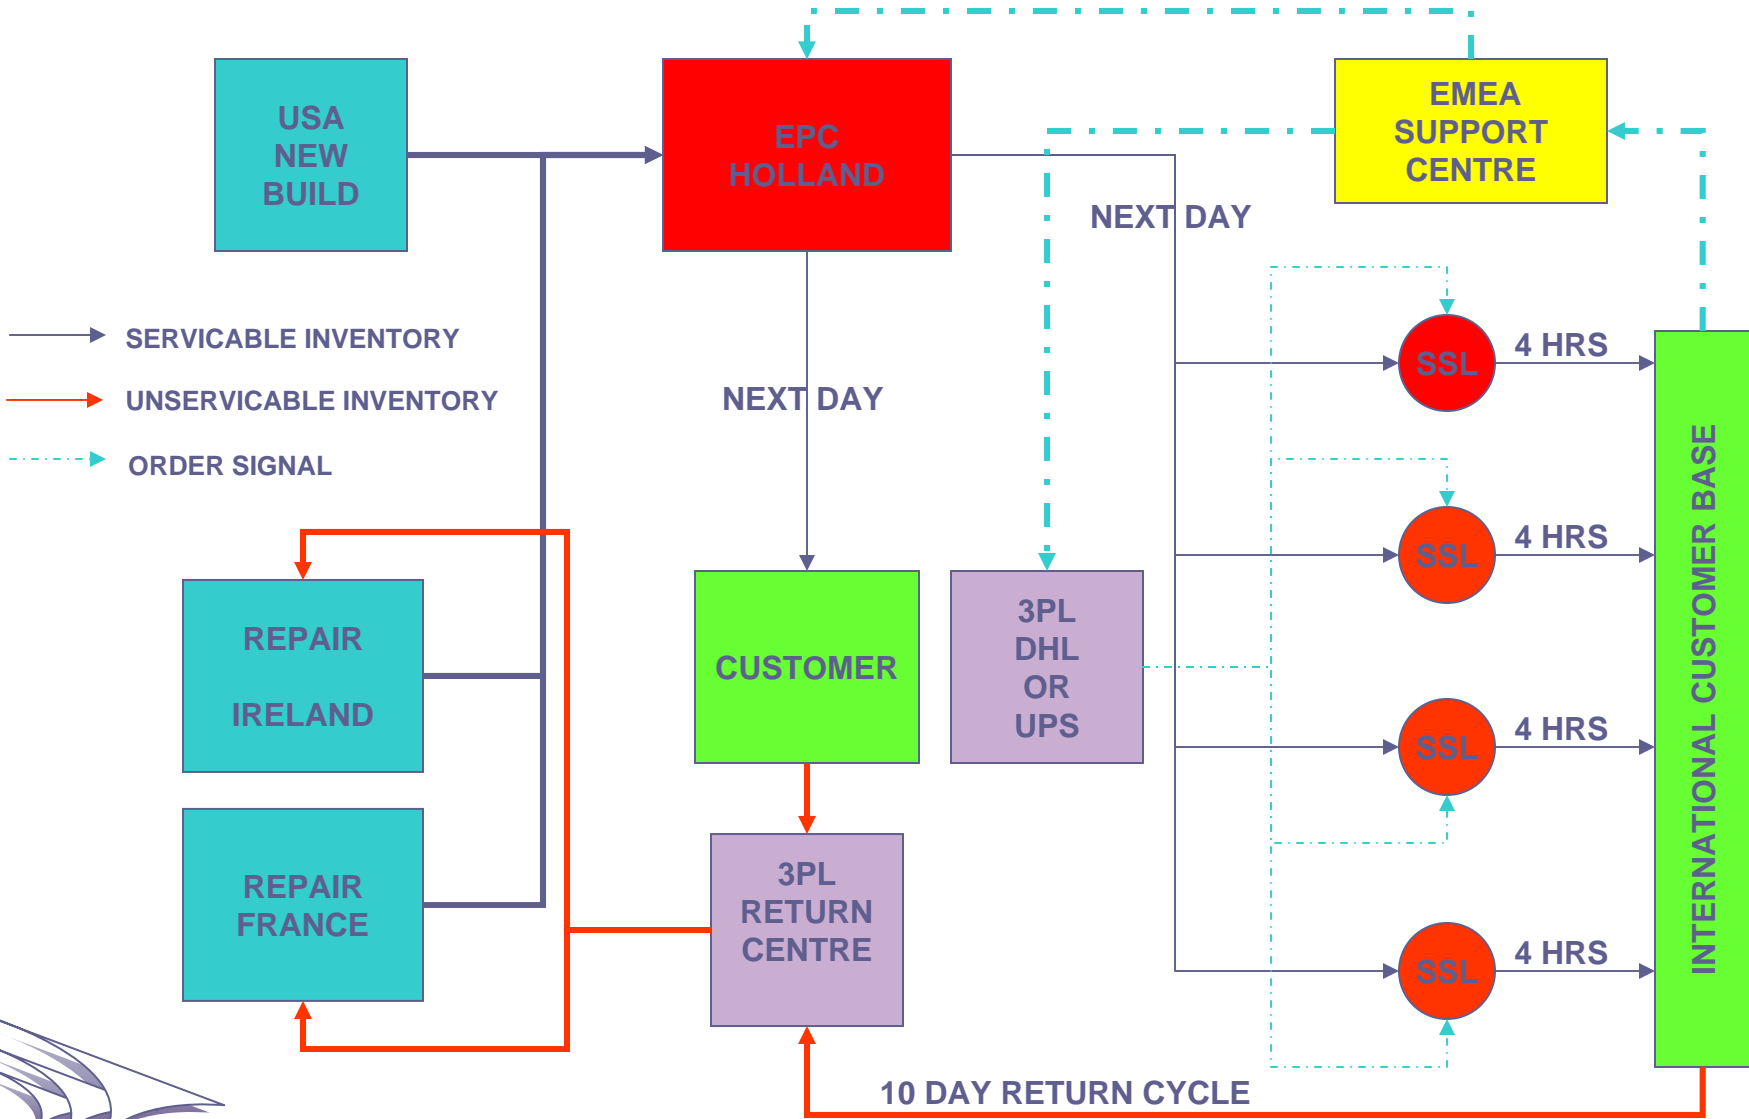 USA
NEW
BUILD
EPC
HOLLAND
EMEA
SUPPORT
CENTRE
NEXT DAY
SERVICABLE INVENTORY
UNSERVICABLE INVENTORY
ORDER SIGNAL
NEXT DAY
SSL
4 HRS
SSL
4 HRS
SSL
4 HRS
SSL
4 HRS
INTERNATIONAL CUSTOMER BASE
REPAIR
IRELAND
CUSTOMER
3PL
DHL
OR
UPS
REPAIR
FRANCE
3PL
RETURN
CENTRE
10 DAY RETURN CYCLE